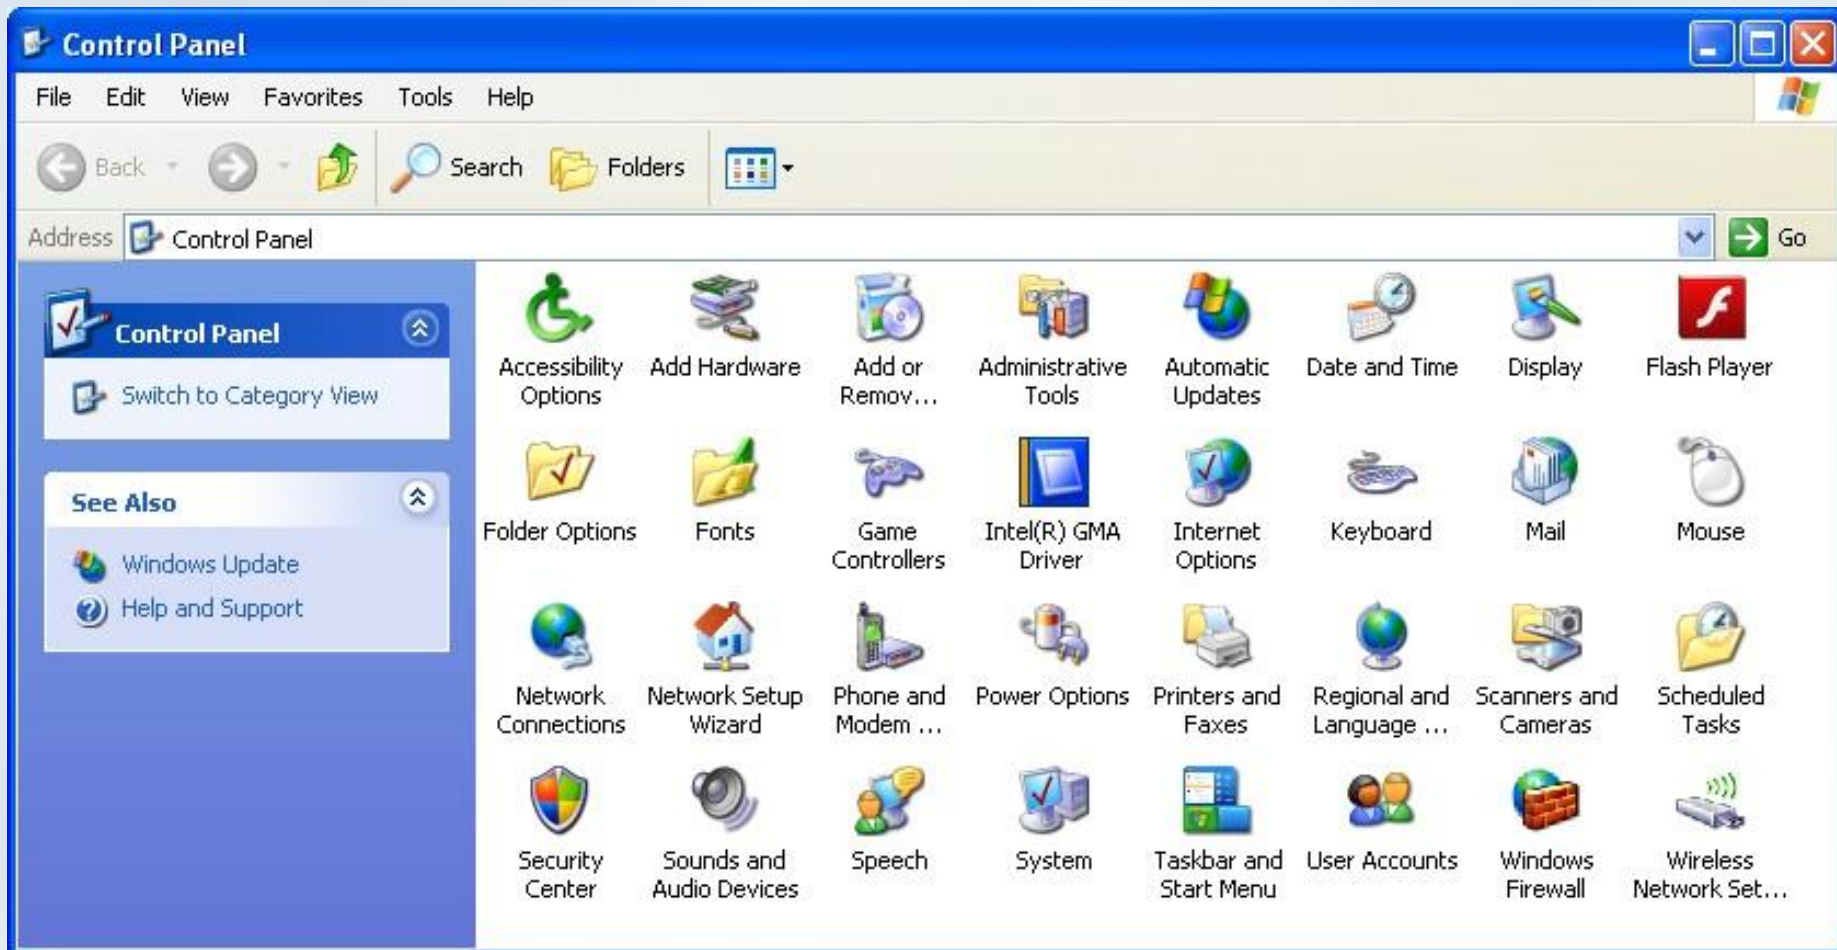 Control Panel
File Edit View Favorites Tools Help
Back Search Folders
Address Control Panel Go
Control Panel
Switch to Category View
See Also
Windows Update
Help and Support
Accessibility Options
Add Hardware
Add or Remov...
Administrative Tools
Automatic Updates
Date and Time
Display
Flash Player
Folder Options
Fonts
Game Controllers
Intel(R) GMA Driver
Internet Options
Keyboard
Mail
Mouse
Network Connections
Network Setup Wizard
Phone and Modem ...
Power Options
Printers and Faxes
Regional and Language ...
Scanners and Cameras
Scheduled Tasks
Security Center
Sounds and Audio Devices
Speech
System
Taskbar and Start Menu
User Accounts
Windows Firewall
Wireless Network Set...